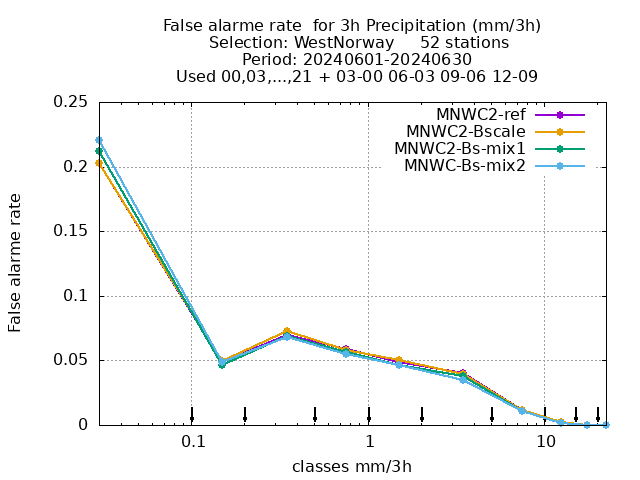 False alarme rate  for 3h Precipitation (mm/3h)
Selection: WestNorway     52 stations
Period: 20240601-20240630
Used 00,03,...,21 + 03-00 06-03 09-06 12-09
MNWC2-ref
MNWC2-Bscale
MNWC2-Bs-mix1
MNWC-Bs-mix2
False alarme rate
0.25
0.2
0.15
0.1
0.05
0
0.1
1
10
classes mm/3h